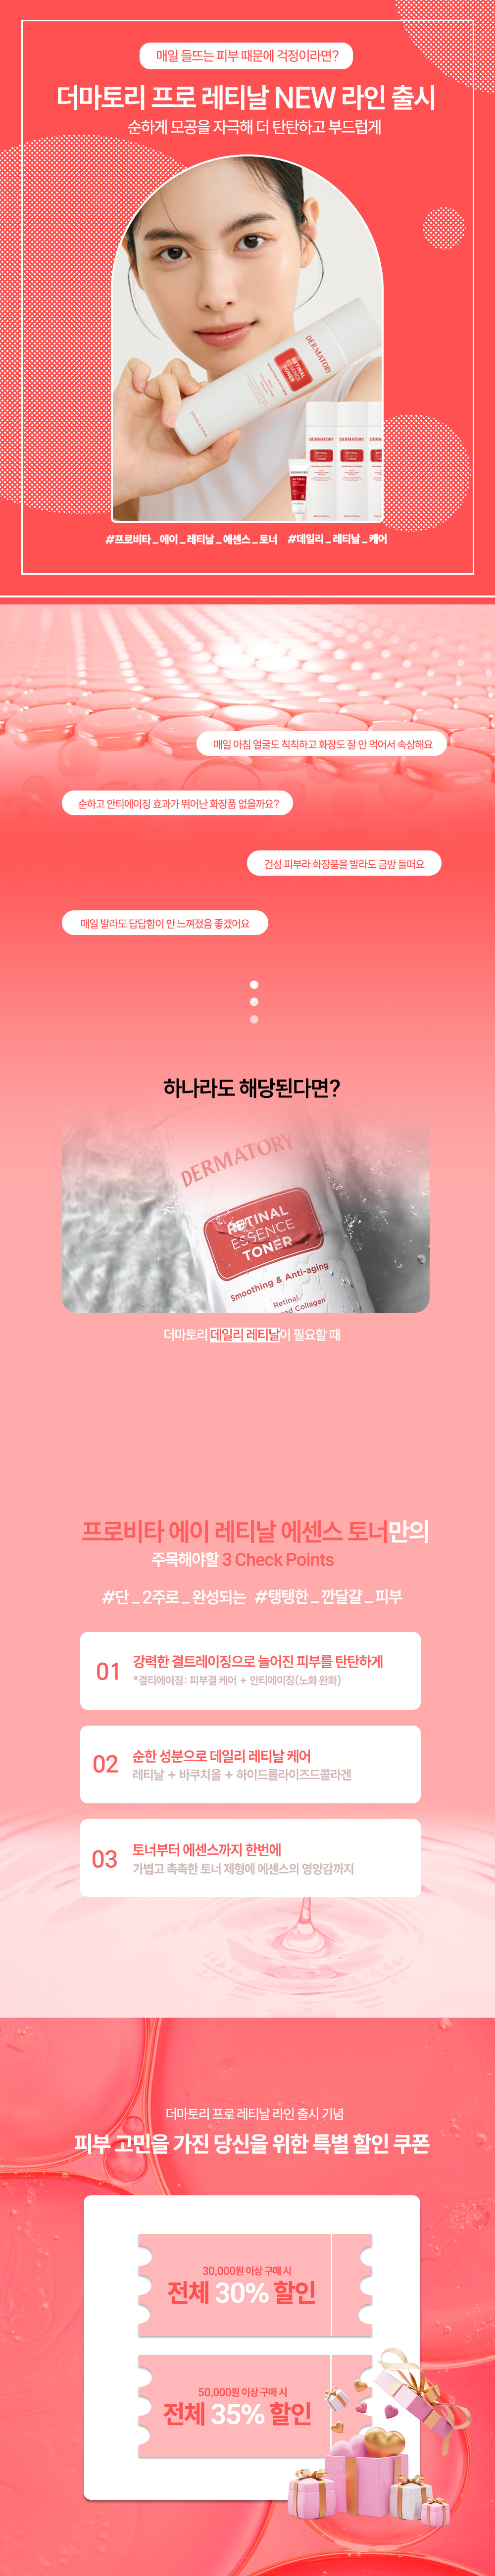 매일 들뜨는 피부 때문에 걱정이라면?
더마토리 프로 레티날 NEW 라인 출시
순하게 모공을 자극해 더 탄탄하고 부드럽게
DERMATORY
RETINAL
ESSENCE
TONER
DERMATORY
DERMATORY
DERM
DERMATORY
#프로비타_에이_레티날_에센스_토너 #데일리_레티날_케어
매일 아침 얼굴도 칙칙하고 화장도 잘 안 먹어서 속상해요
순하고 안티에이징 효과가 뛰어난 화장품 없을까요?
건성 피부라 화장품을 발라도 금방 들떠요
매일 발라도 답답함이 안 느껴졌음 좋겠어요
하나라도 해당된다면?
DERMATORY
RETINAL
ESSENCE
TONER
Smoothing & Anti-aging
Retinal
ed Collagen
더마토리 데일리 레티날이 필요할 때
프로비타 에이 레티날 에센스 토너만의
주목해야할 3 Check Points
#단_2주로_완성되는 #탱탱한_깐달걀_피부
01
강력한 결트레이징으로 늘어진 피부를 탄탄하게
*결티에이징: 피부결 케어 + 안티에이징(노화 완화)
02
순한 성분으로 데일리 레티날 케어
레티날 + 바쿠치올 + 하이드롤라이즈드콜라겐
03
토너부터 에센스까지 한번에
가볍고 촉촉한 토너 제형에 에센스의 영양감까지
더마토리 프로 레티날 라인 출시 기념
피부 고민을 가진 당신을 위한 특별 할인 쿠폰
30,000원 이상 구매 시
전체 30% 할인
50,000원 이상 구매 시
전체 35% 할인